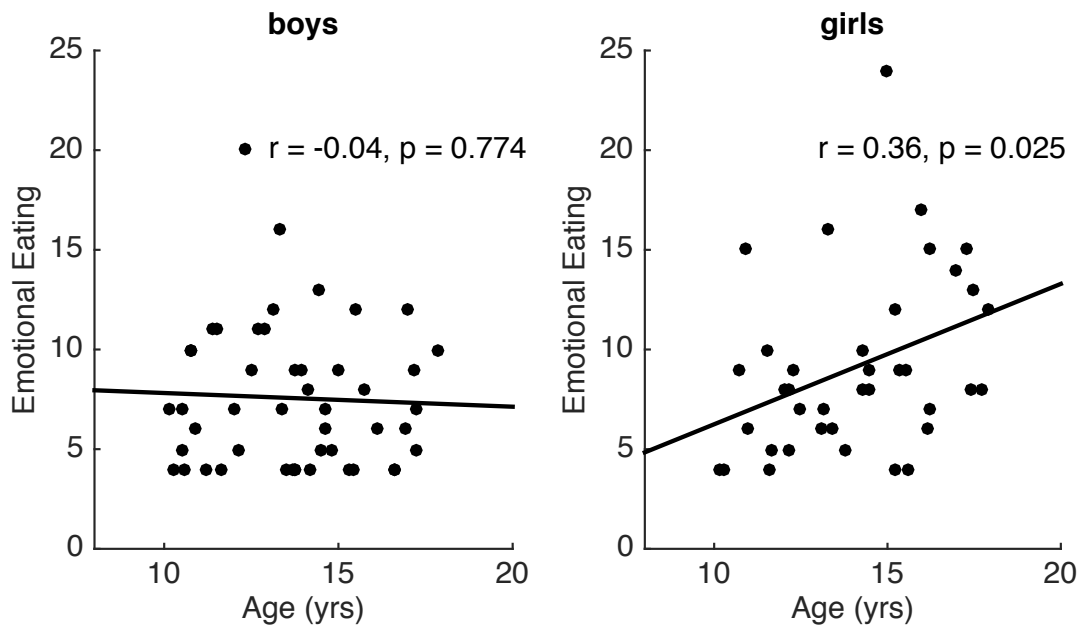 boys
25
20
15
10
5
0
Emotional Eating
r = -0.04, p = 0.774
10 15 20
Age (yrs)
girls
25
20
15
10
5
0
Emotional Eating
r = 0.36, p = 0.025
10 15 20
Age (yrs)